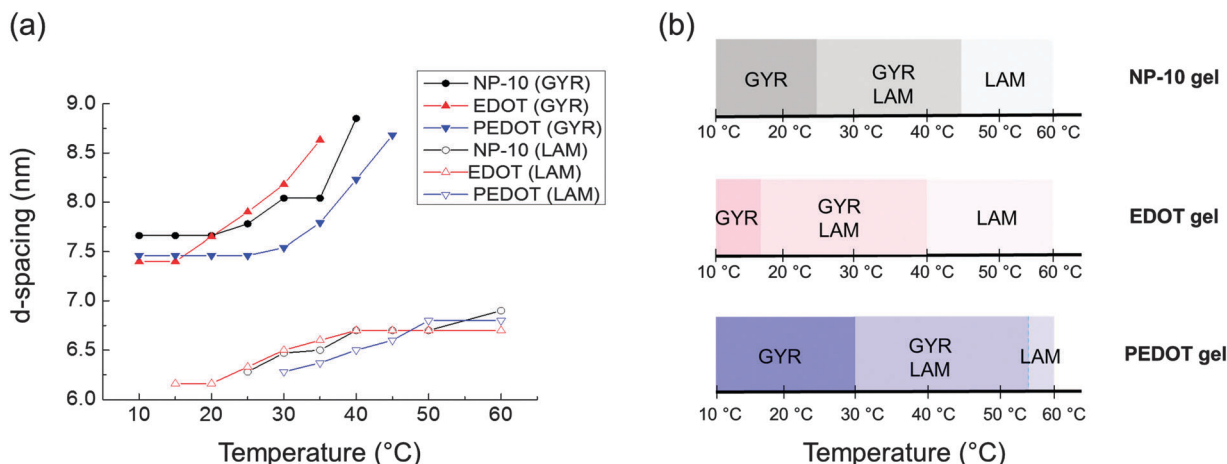 (a)
NP-10 (GYR)
EDOT (GYR)
PEDOT (GYR)
NP-10 (LAM)
EDOT (LAM)
PEDOT (LAM)
9.0
8.5
8.0
7.5
7.0
6.5
6.0
d-spacing (nm)
10 20 30 40 50 60
Temperature (°C)
(b)
GYR
GYR
LAM
LAM
NP-10 gel
10 °C 20 °C 30 °C 40 °C 50 °C 60 °C
GYR
GYR
LAM
LAM
EDOT gel
10 °C 20 °C 30 °C 40 °C 50 °C 60 °C
GYR
GYR
LAM
LAM
PEDOT gel
10 °C 20 °C 30 °C 40 °C 50 °C 60 °C
Temperature (°C)